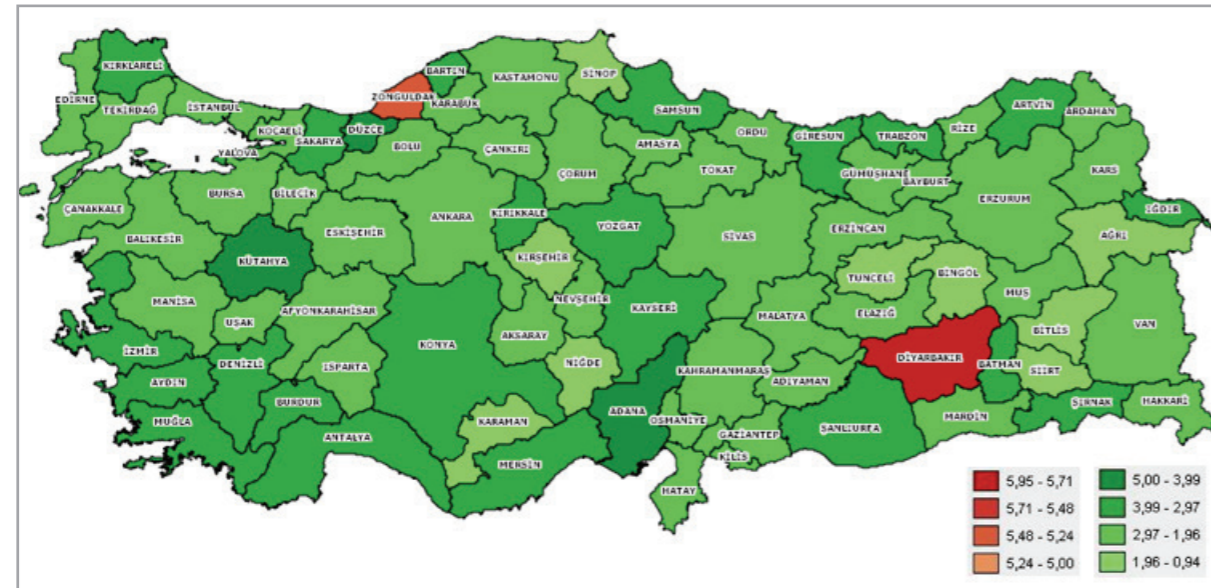 KIRKLARELİ
EDİRNE
TEKİRDAĞ
İSTANBUL
KOCAELİ
YALOVA
SAKARYA
DÜZCE
ZONGULDAK
BARTIN
KARABÜK
KASTAMONU
SİNOP
BOLU
ÇANKIRI
SAMSUN
AMASYA
ORDU
GİRESUN
TRABZON
RİZE
ARTVİN
ARDAHAN
ÇORUM
TOKAT
GÜMÜŞHANE
BAYBURT
KARS
ERZURUM
IĞDIR
ÇANAKKALE
BURSA
BİLECİK
ANKARA
KIRIKKALE
YOZGAT
SİVAS
ERZİNCAN
AĞRI
BALIKESİR
ESKİŞEHİR
KÜTAHYA
KIRŞEHİR
TUNCELİ
BİNGÖL
MUŞ
MANİSA
UŞAK
AFYONKARAHİSAR
NEVŞEHİR
KAYSERİ
MALATYA
ELAZIĞ
BİTLİS
VAN
İZMİR
DENİZLİ
ISPARTA
KONYA
AKSARAY
NİĞDE
KAHRAMANMARAŞ
ADIYAMAN
DİYARBAKIR
BATMAN
SİİRT
AYDIN
BURDUR
MUĞLA
ANTALYA
KARAMAN
ADANA
OSMANİYE
GAZİANTEP
ŞANLIURFA
MARDİN
ŞIRNAK
HAKKARİ
MERSİN
KİLİS
HATAY
5,95 - 5,71
5,71 - 5,48
5,48 - 5,24
5,24 - 5,00
5,00 - 3,99
3,99 - 2,97
2,97 - 1,96
1,96 - 0,94